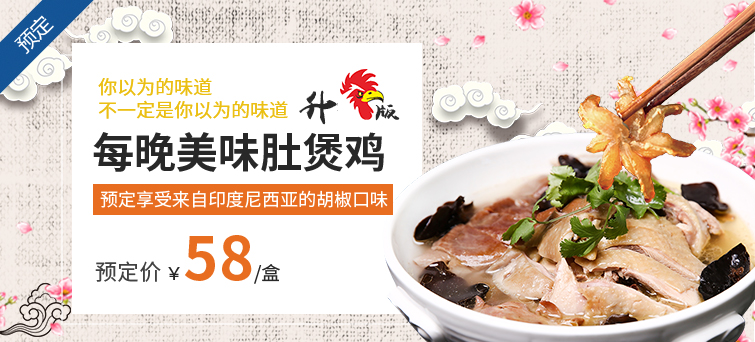 预定
你以为的味道
不一定是你以为的味道
升 版
每晚美味肚煲鸡
预定享受来自印度尼西亚的胡椒口味
预定价 ¥58/盒